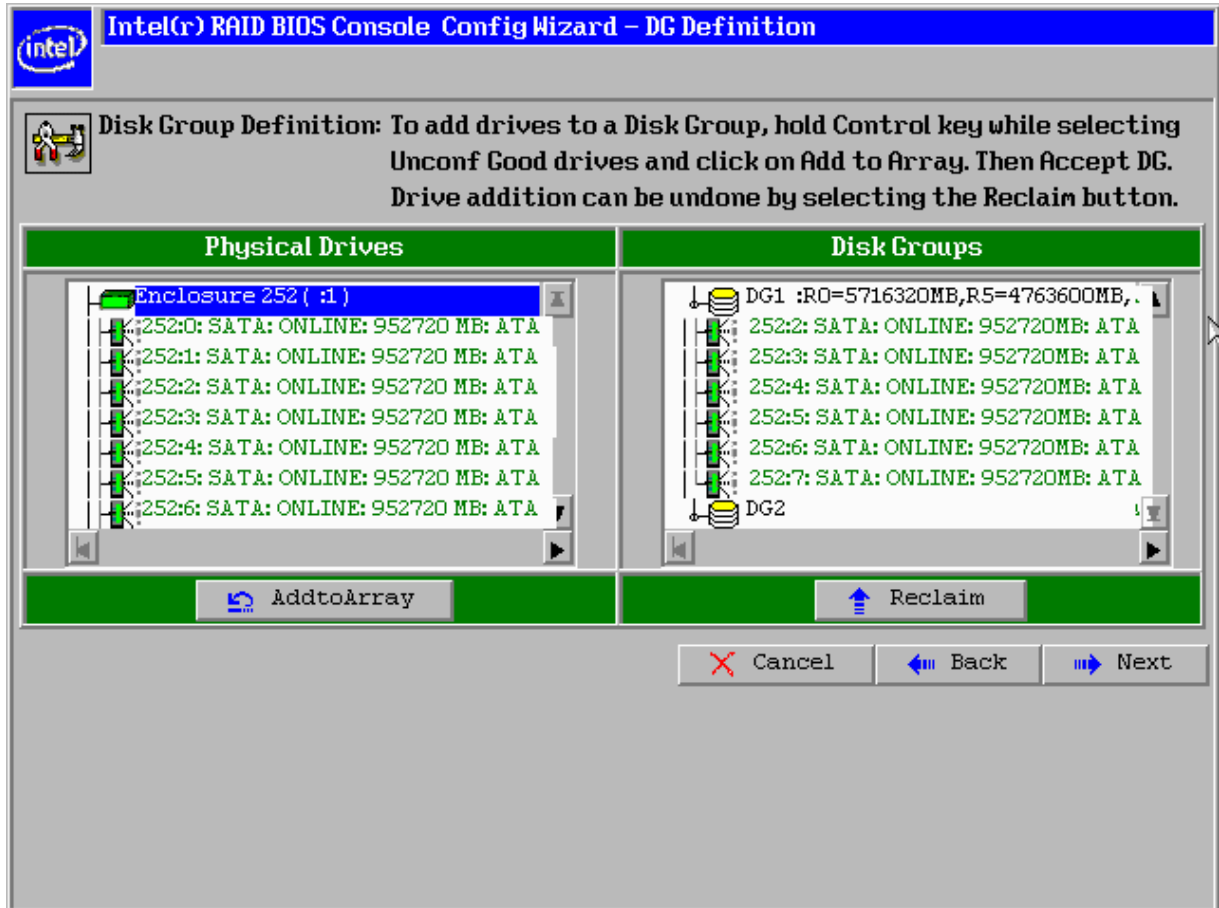 intel
Intel(r) RAID BIOS Console Config Wizard – DG Definition
Disk Group Definition: To add drives to a Disk Group, hold Control key while selecting
Unconf Good drives and click on Add to Array. Then Accept DG.
Drive addition can be undone by selecting the Reclaim button.
Physical Drives
Enclosure 252 ( :1)
252:0: SATA: ONLINE: 952720 MB: ATA
252:1: SATA: ONLINE: 952720 MB: ATA
252:2: SATA: ONLINE: 952720 MB: ATA
252:3: SATA: ONLINE: 952720 MB: ATA
252:4: SATA: ONLINE: 952720 MB: ATA
252:5: SATA: ONLINE: 952720 MB: ATA
252:6: SATA: ONLINE: 952720 MB: ATA
AddtoArray
Disk Groups
DG1 :R0=5716320MB,R5=4763600MB,.
252:2: SATA: ONLINE: 952720MB: ATA
252:3: SATA: ONLINE: 952720MB: ATA
252:4: SATA: ONLINE: 952720MB: ATA
252:5: SATA: ONLINE: 952720MB: ATA
252:6: SATA: ONLINE: 952720MB: ATA
252:7: SATA: ONLINE: 952720MB: ATA
DG2
Reclaim
Cancel
Back
Next